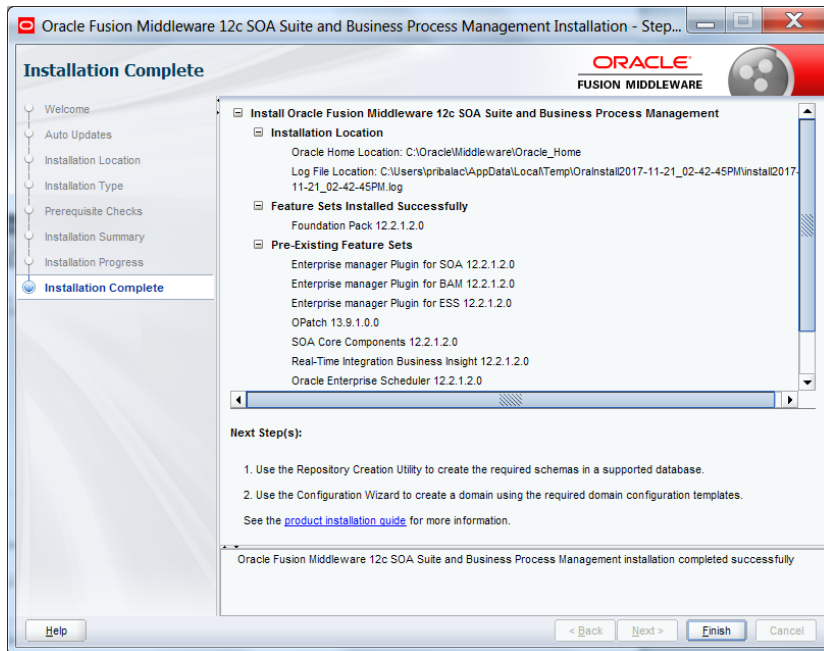 Oracle Fusion Middleware 12c SOA Suite and Business Process Management Installation - Step...
Installation Complete
ORACLE
FUSION MIDDLEWARE
Welcome
Auto Updates
Installation Location
Installation Type
Prerequisite Checks
Installation Summary
Installation Progress
Installation Complete
Install Oracle Fusion Middleware 12c SOA Suite and Business Process Management
Installation Location
Oracle Home Location: C:\Oracle\Middleware\Oracle_Home
Log File Location: C:\Users\pribalac\AppData\Local\Temp\OraInstall2017-11-21_02-42-45PM\install2017-
11-21_02-42-45PM.log
Feature Sets Installed Successfully
Foundation Pack 12.2.1.2.0
Pre-Existing Feature Sets
Enterprise manager Plugin for SOA 12.2.1.2.0
Enterprise manager Plugin for BAM 12.2.1.2.0
Enterprise manager Plugin for ESS 12.2.1.2.0
OPatch 13.9.1.0.0
SOA Core Components 12.2.1.2.0
Real-Time Integration Business Insight 12.2.1.2.0
Oracle Enterprise Scheduler 12.2.1.2.0
Next Step(s):
1. Use the Repository Creation Utility to create the required schemas in a supported database.
2. Use the Configuration Wizard to create a domain using the required domain configuration templates.
See the product installation guide for more information.
Oracle Fusion Middleware 12c SOA Suite and Business Process Management installation completed successfully
Help
< Back
Next >
Finish
Cancel